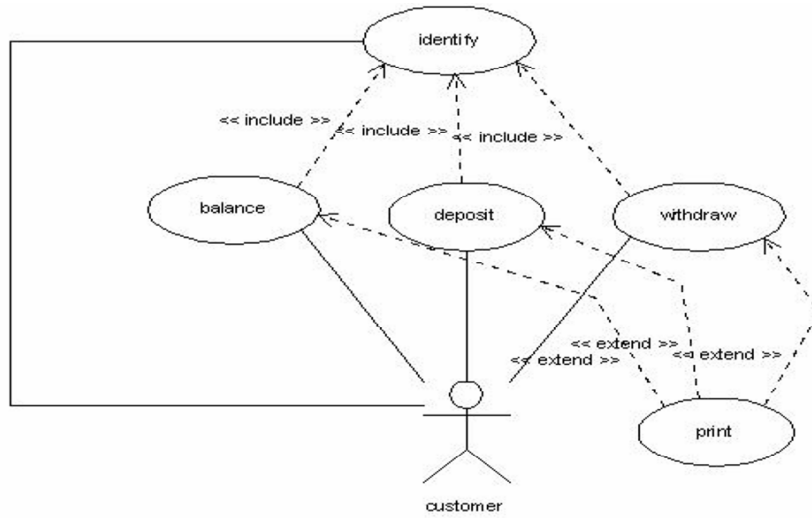 identify
<< include >>
<< include >>
<< include >>
balance
deposit
withdraw
<< extend >>
<< extend >>
<< extend >>
print
customer